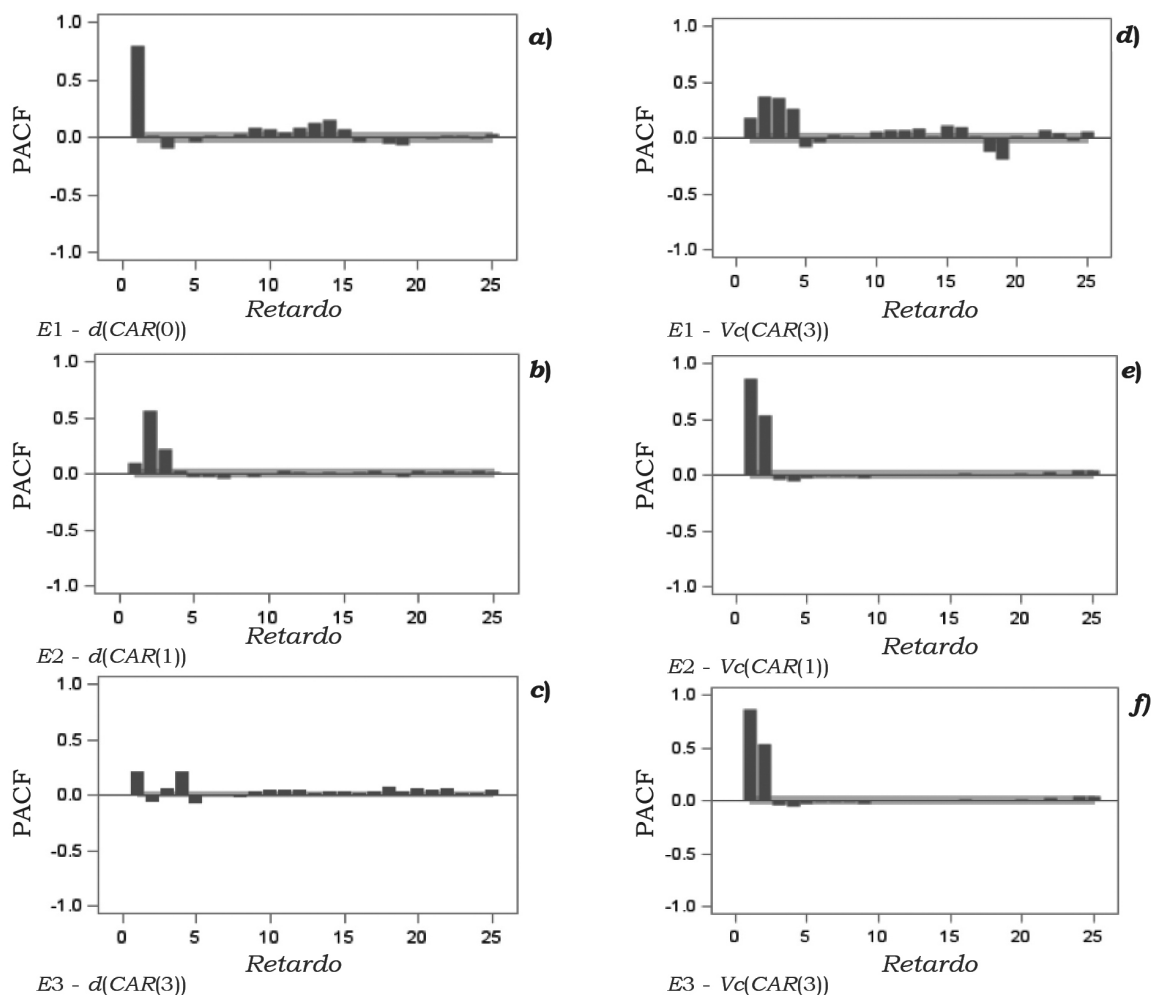 a)
1.0
0.5
0.0
-0.5
-1.0
PACF
0 5 10 15 20 25
Retardo
E1 - d(CAR(0))
b)
1.0
0.5
0.0
-0.5
-1.0
PACF
0 5 10 15 20 25
Retardo
E2 - d(CAR(1))
c)
1.0
0.5
0.0
-0.5
-1.0
PACF
0 5 10 15 20 25
Retardo
E3 - d(CAR(3))
d)
1.0
0.5
0.0
-0.5
-1.0
PACF
0 5 10 15 20 25
Retardo
E1 - Vc(CAR(3))
e)
1.0
0.5
0.0
-0.5
-1.0
PACF
0 5 10 15 20 25
Retardo
E2 - Vc(CAR(1))
f)
1.0
0.5
0.0
-0.5
-1.0
PACF
0 5 10 15 20 25
Retardo
E3 - Vc(CAR(3))